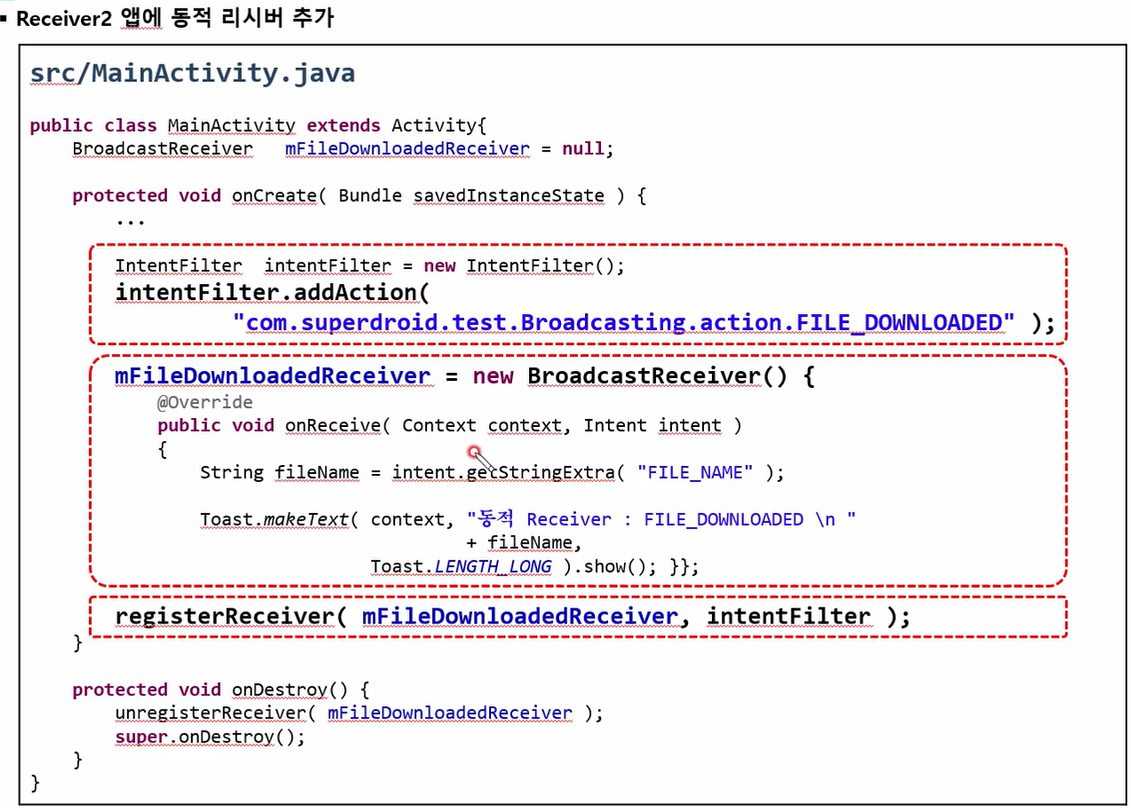 ▪ Receiver2 앱에 동적 리시버 추가
src/MainActivity.java
public class MainActivity extends Activity{
BroadcastReceiver mFileDownloadedReceiver = null;
protected void onCreate( Bundle savedInstanceState ) {
...
IntentFilter intentFilter = new IntentFilter();
intentFilter.addAction(
"com.superdroid.test.Broadcasting.action.FILE_DOWNLOADED" );
mFileDownloadedReceiver = new BroadcastReceiver() {
@Override
public void onReceive( Context context, Intent intent )
{
String fileName = intent.getStringExtra( "FILE_NAME" );
Toast.makeText( context, "동적 Receiver : FILE_DOWNLOADED \n "
+ fileName,
Toast.LENGTH_LONG ).show(); }};
registerReceiver( mFileDownloadedReceiver, intentFilter );
}
protected void onDestroy() {
unregisterReceiver( mFileDownloadedReceiver );
super.onDestroy();
}
}